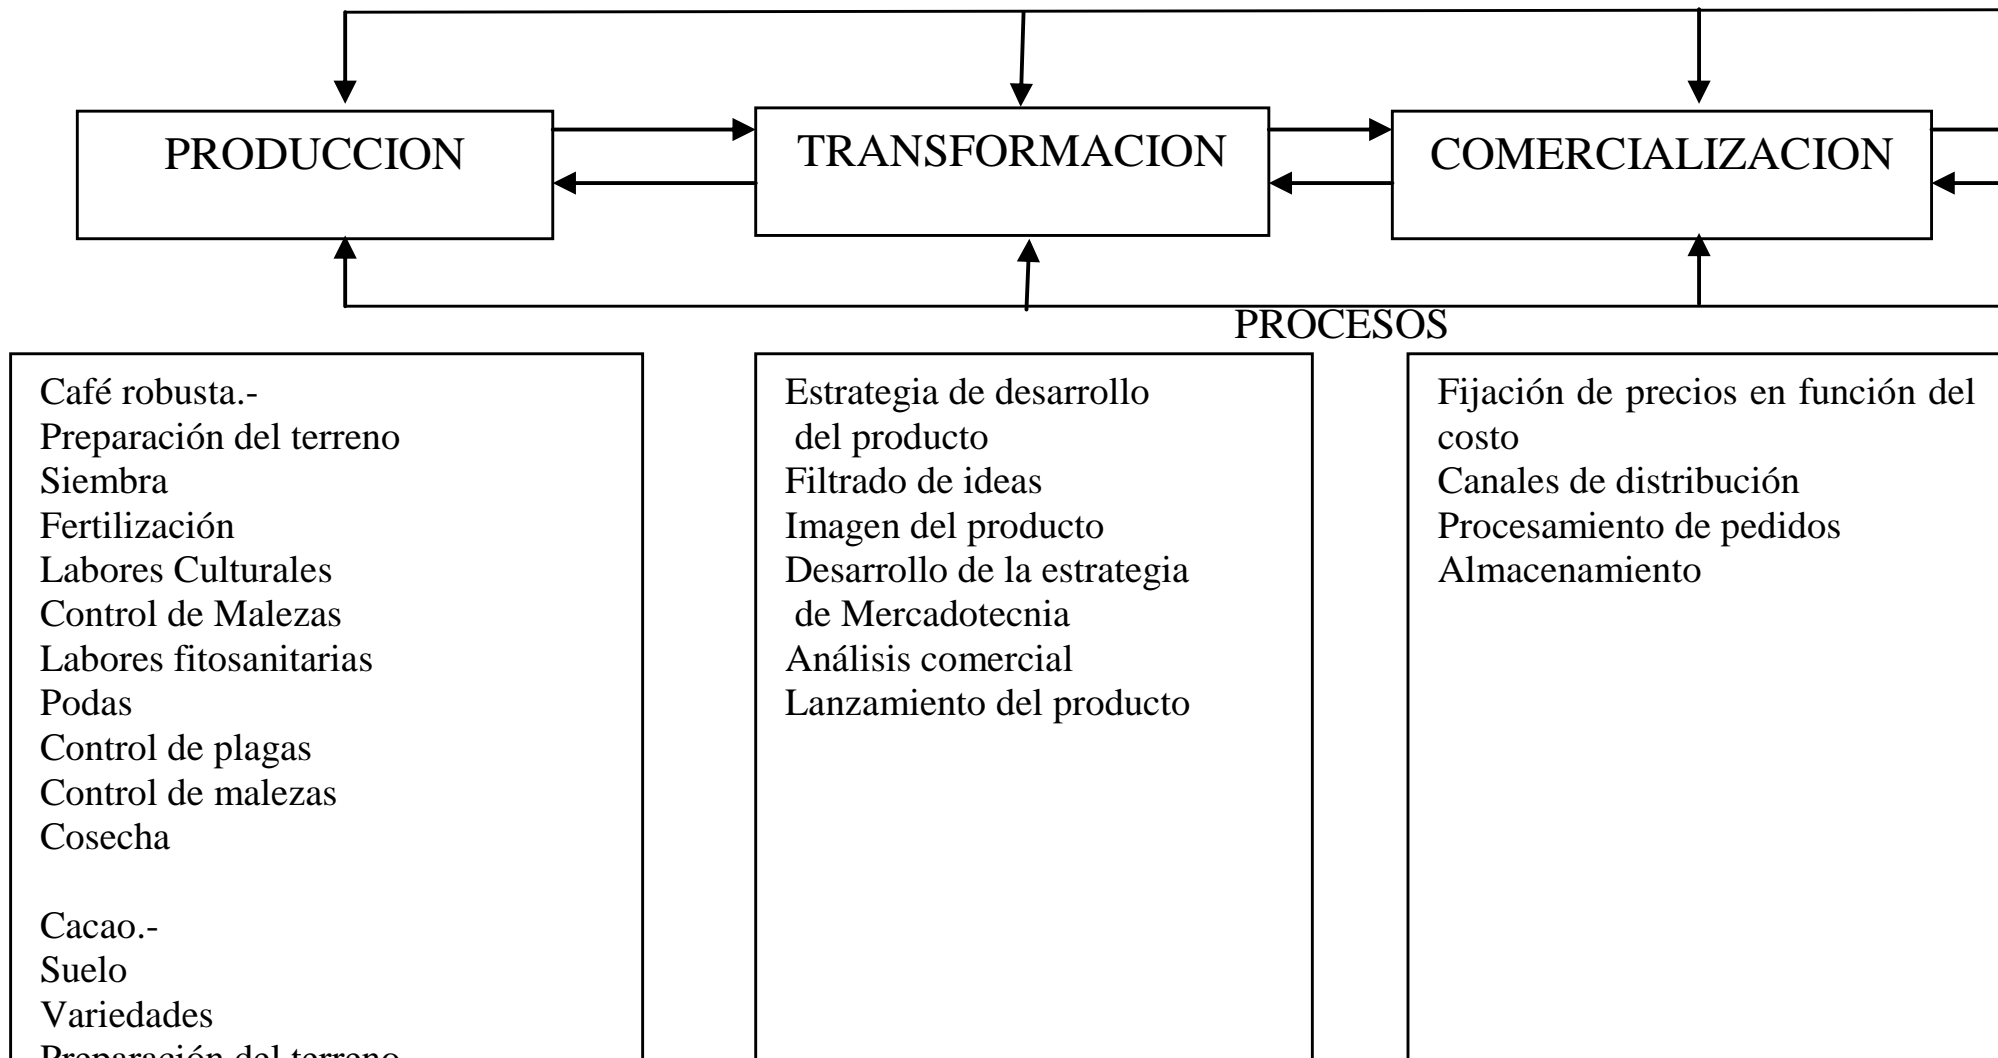 PRODUCCION
TRANSFORMACION
COMERCIALIZACION
PROCESOS
Café robusta.-
Preparación del terreno
Siembra
Fertilización
Labores Culturales
Control de Malezas
Labores fitosanitarias
Podas
Control de plagas
Control de malezas
Cosecha
Cacao.-
Suelo
Variedades
Preparación del terreno
Estrategia de desarrollo
del producto
Filtrado de ideas
Imagen del producto
Desarrollo de la estrategia
de Mercadotecnia
Análisis comercial
Lanzamiento del producto
Fijación de precios en función del
costo
Canales de distribución
Procesamiento de pedidos
Almacenamiento